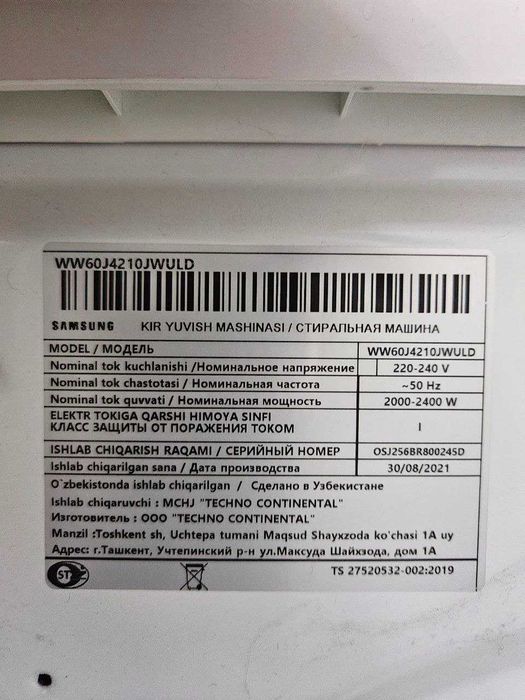 WW60J4210JWULD
SAMSUNG KIR YUVISH MASHINASI / СТИРАЛЬНАЯ МАШИНА
MODEL / МОДЕЛЬ WW60J4210JWULD
Nominal tok kuchlanishi /Номинальное напряжение 220-240 V
Nominal tok chastotasi / Номинальная частота ~50 Hz
Nominal tok quvvati / Номинальная мощность 2000-2400 W
ELEKTR TOKIGA QARSHI HIMOYA SINFI
КЛАСС ЗАЩИТЫ ОТ ПОРАЖЕНИЯ ТОКОМ I
ISHLAB CHIQARISH RAQAMI / СЕРИЙНЫЙ НОМЕР OSJ256BR800245D
Ishlab chiqarilgan sana / Дата производства 30/08/2021
O`zbekistonda ishlab chiqarilgan / Сделано в Узбекистане
Ishlab chiqaruvchi : MCHJ "TECHNO CONTINENTAL"
Изготовитель : ООО "TECHNO CONTINENTAL"
Manzil :Toshkent sh, Uchtepa tumani Maqsud Shayxzoda ko'chasi 1A uy
Адрес: г.Ташкент, Учтепинский р-н ул.Максуда Шайхзода, дом 1А
ST TS 27520532-002:2019